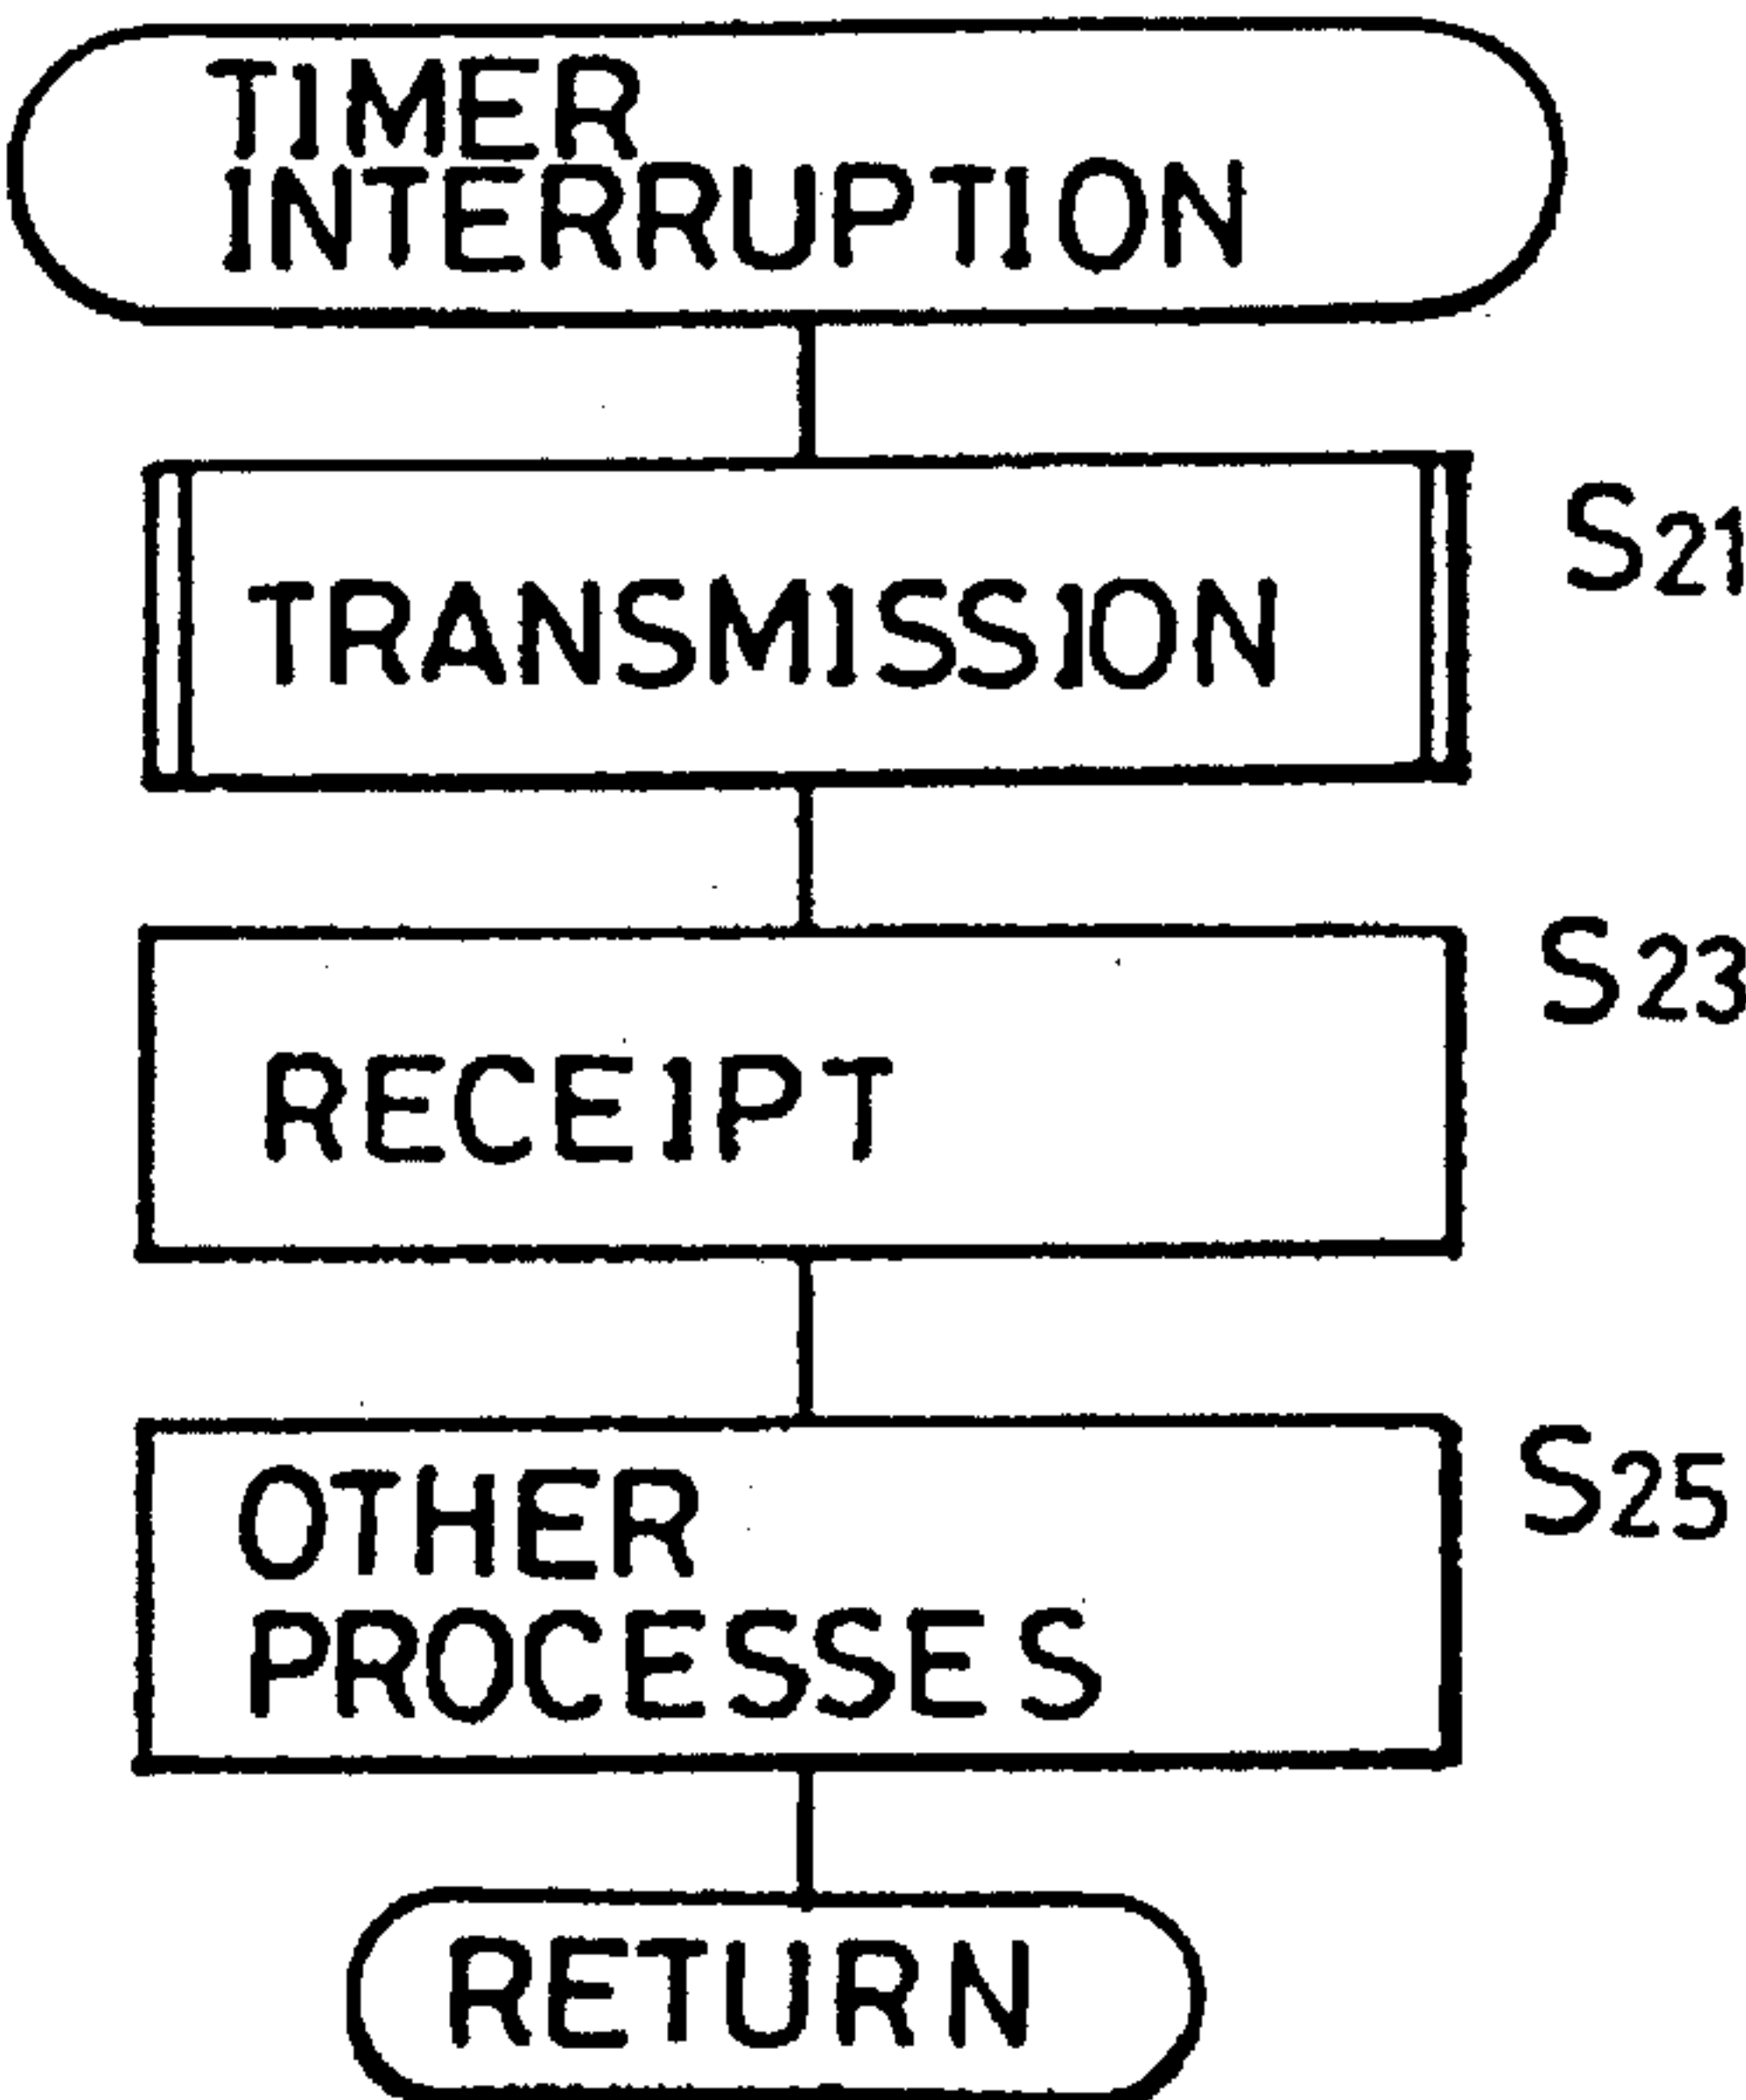 TIMER
INTERRUPTION
TRANSMISSION
S21
RECEIPT
S23
OTHER
PROCESSES
S25
RETURN